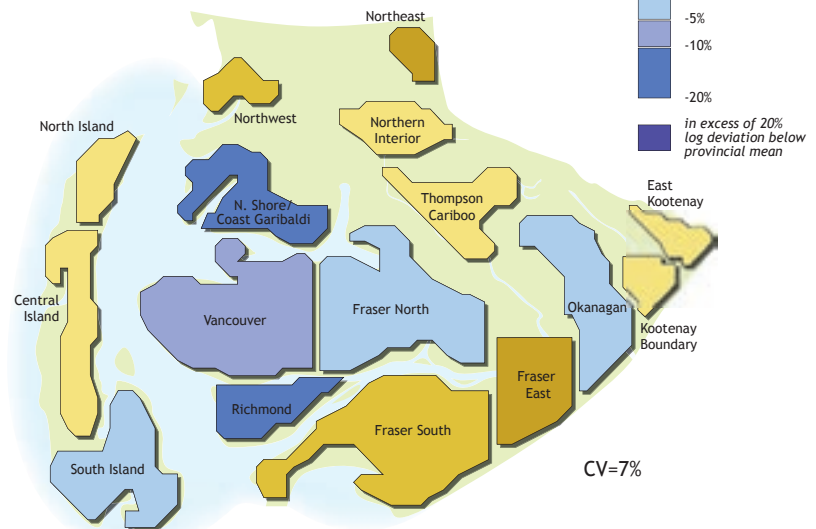 Northeast
-5%
-10%
-20%
in excess of 20%
log deviation below
provincial mean
Northwest
North Island
Northern
Interior
East
Kootenay
Thompson
Cariboo
N. Shore/
Coast Garibaldi
Central
Island
Vancouver
Fraser North
Okanagan
Kootenay
Boundary
Fraser
East
Richmond
Fraser South
South Island
CV=7%